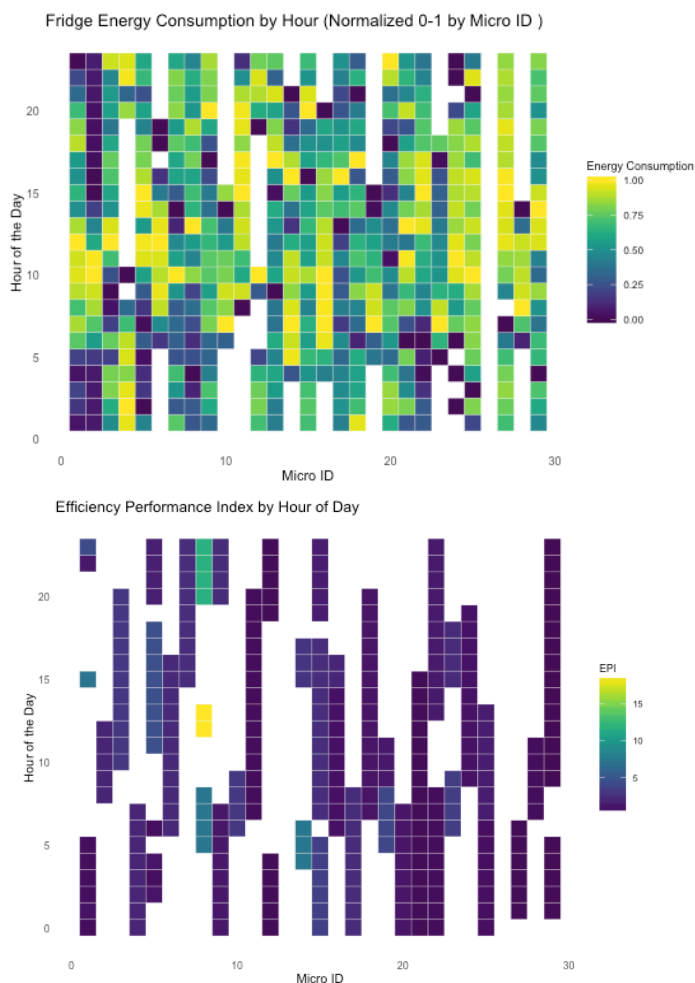 Fridge Energy Consumption by Hour (Normalized 0-1 by Micro ID )
Hour of the Day
20
15
10
5
0
0 10 20 30
Micro ID
Energy Consumption
1.00
0.75
0.50
0.25
0.00
Efficiency Performance Index by Hour of Day
Hour of the Day
20
15
10
5
0
0 10 20 30
Micro ID
EPI
15
10
5